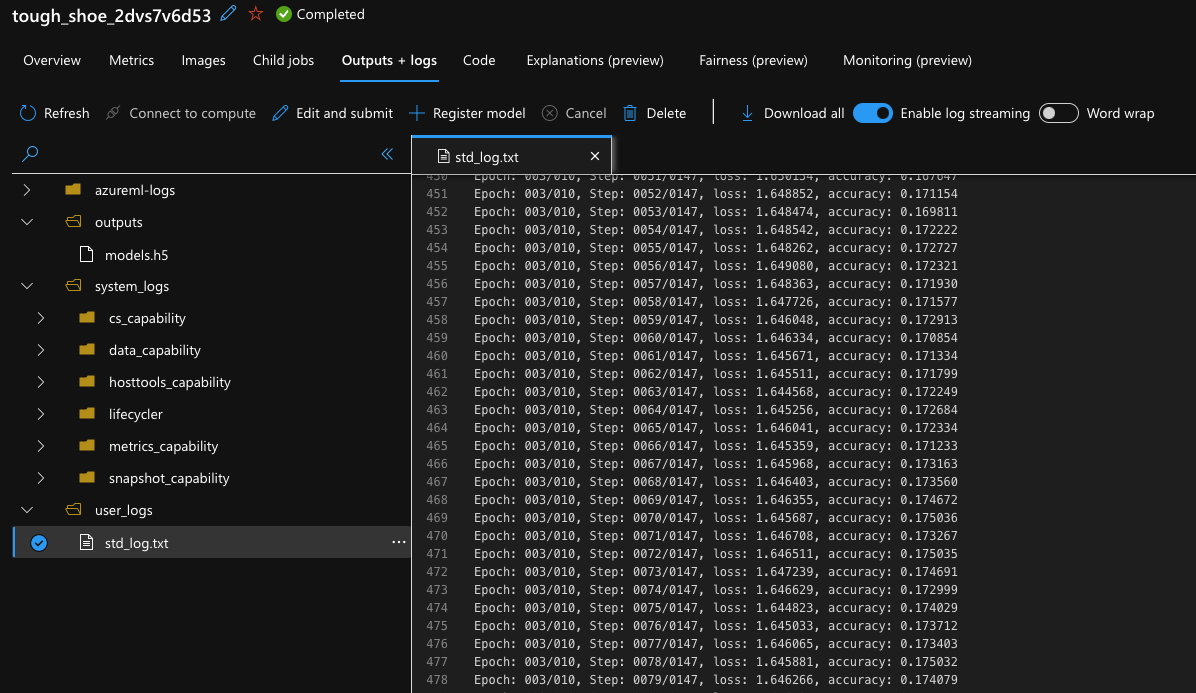 tough_shoe_2dvs7v6d53 Completed
Overview Metrics Images Child jobs Outputs + logs Code Explanations (preview) Fairness (preview) Monitoring (preview)
Refresh Connect to compute Edit and submit Register model Cancel Delete Download all Enable log streaming Word wrap
azureml-logs
outputs
models.h5
system_logs
cs_capability
data_capability
hosttools_capability
lifecycler
metrics_capability
snapshot_capability
user_logs
std_log.txt
std_log.txt
450 Epoch: 003/010, Step: 0051/0147, loss: 1.650154, accuracy: 0.167647
451 Epoch: 003/010, Step: 0052/0147, loss: 1.648852, accuracy: 0.171154
452 Epoch: 003/010, Step: 0053/0147, loss: 1.648474, accuracy: 0.169811
453 Epoch: 003/010, Step: 0054/0147, loss: 1.648542, accuracy: 0.172222
454 Epoch: 003/010, Step: 0055/0147, loss: 1.648262, accuracy: 0.172727
455 Epoch: 003/010, Step: 0056/0147, loss: 1.649080, accuracy: 0.172321
456 Epoch: 003/010, Step: 0057/0147, loss: 1.648363, accuracy: 0.171930
457 Epoch: 003/010, Step: 0058/0147, loss: 1.647726, accuracy: 0.171577
458 Epoch: 003/010, Step: 0059/0147, loss: 1.646048, accuracy: 0.172913
459 Epoch: 003/010, Step: 0060/0147, loss: 1.646334, accuracy: 0.170854
460 Epoch: 003/010, Step: 0061/0147, loss: 1.645671, accuracy: 0.171334
461 Epoch: 003/010, Step: 0062/0147, loss: 1.645511, accuracy: 0.171799
462 Epoch: 003/010, Step: 0063/0147, loss: 1.644568, accuracy: 0.172249
463 Epoch: 003/010, Step: 0064/0147, loss: 1.645256, accuracy: 0.172684
464 Epoch: 003/010, Step: 0065/0147, loss: 1.646041, accuracy: 0.172334
465 Epoch: 003/010, Step: 0066/0147, loss: 1.645359, accuracy: 0.171233
466 Epoch: 003/010, Step: 0067/0147, loss: 1.645968, accuracy: 0.173163
467 Epoch: 003/010, Step: 0068/0147, loss: 1.646403, accuracy: 0.173560
468 Epoch: 003/010, Step: 0069/0147, loss: 1.646355, accuracy: 0.174672
469 Epoch: 003/010, Step: 0070/0147, loss: 1.645687, accuracy: 0.175036
470 Epoch: 003/010, Step: 0071/0147, loss: 1.646708, accuracy: 0.173267
471 Epoch: 003/010, Step: 0072/0147, loss: 1.646511, accuracy: 0.175035
472 Epoch: 003/010, Step: 0073/0147, loss: 1.647239, accuracy: 0.174691
473 Epoch: 003/010, Step: 0074/0147, loss: 1.646629, accuracy: 0.172999
474 Epoch: 003/010, Step: 0075/0147, loss: 1.644823, accuracy: 0.174029
475 Epoch: 003/010, Step: 0076/0147, loss: 1.645033, accuracy: 0.173712
476 Epoch: 003/010, Step: 0077/0147, loss: 1.646065, accuracy: 0.173403
477 Epoch: 003/010, Step: 0078/0147, loss: 1.645881, accuracy: 0.175032
478 Epoch: 003/010, Step: 0079/0147, loss: 1.646266, accuracy: 0.174079